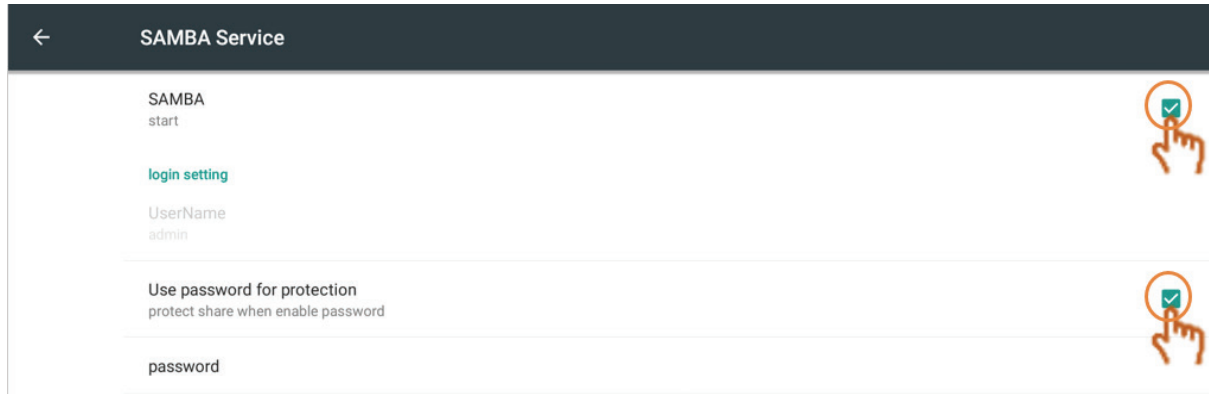 SAMBA Service
SAMBA
start
login setting
UserName
admin
Use password for protection
protect share when enable password
password